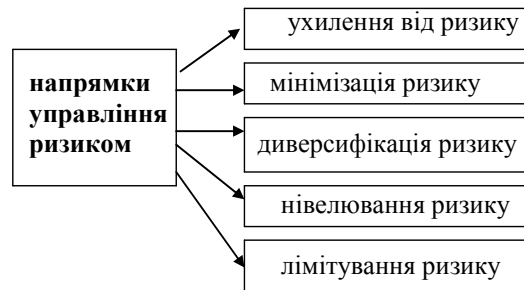 напрямки
управління
ризиком
ухилення від ризику
мінімізація ризику
диверсифікація ризику
нівелювання ризику
лімітування ризику